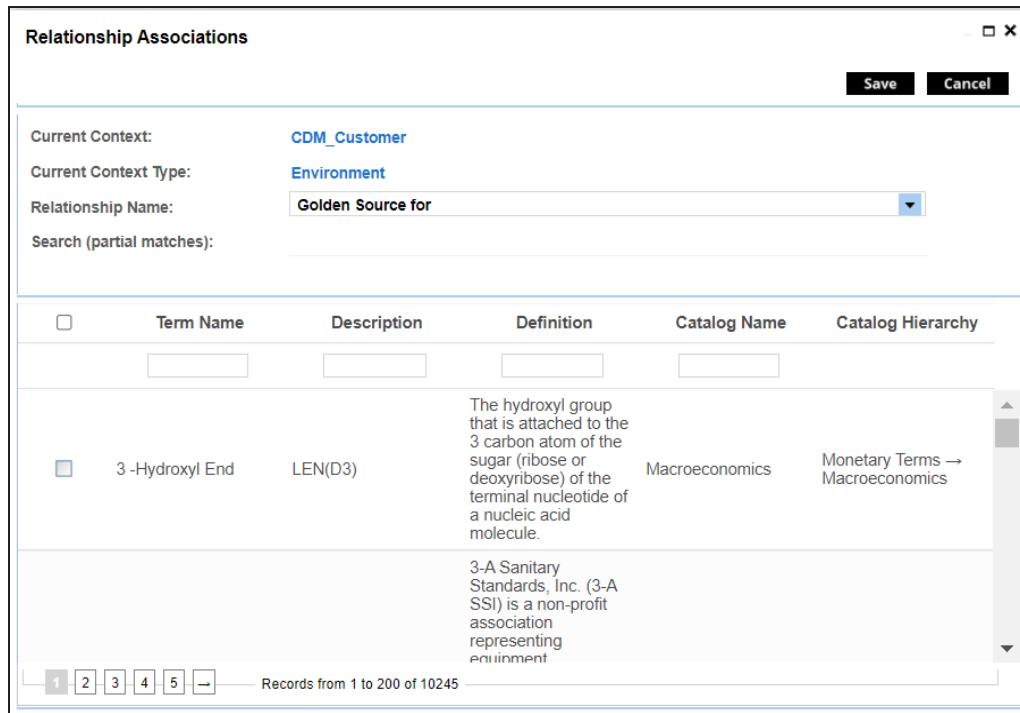 Relationship Associations
Save Cancel
Current Context: CDM_Customer
Current Context Type: Environment
Relationship Name: Golden Source for
Search (partial matches):
Term Name Description Definition Catalog Name Catalog Hierarchy
The hydroxyl group
that is attached to the
3 carbon atom of the
sugar (ribose or
deoxyribose) of the
terminal nucleotide of
a nucleic acid
molecule.
3 -Hydroxyl End LEN(D3) Macroeconomics Monetary Terms →
Macroeconomics
3-A Sanitary
Standards, Inc. (3-A
SSI) is a non-profit
association
representing
equipment
1 2 3 4 5 → Records from 1 to 200 of 10245